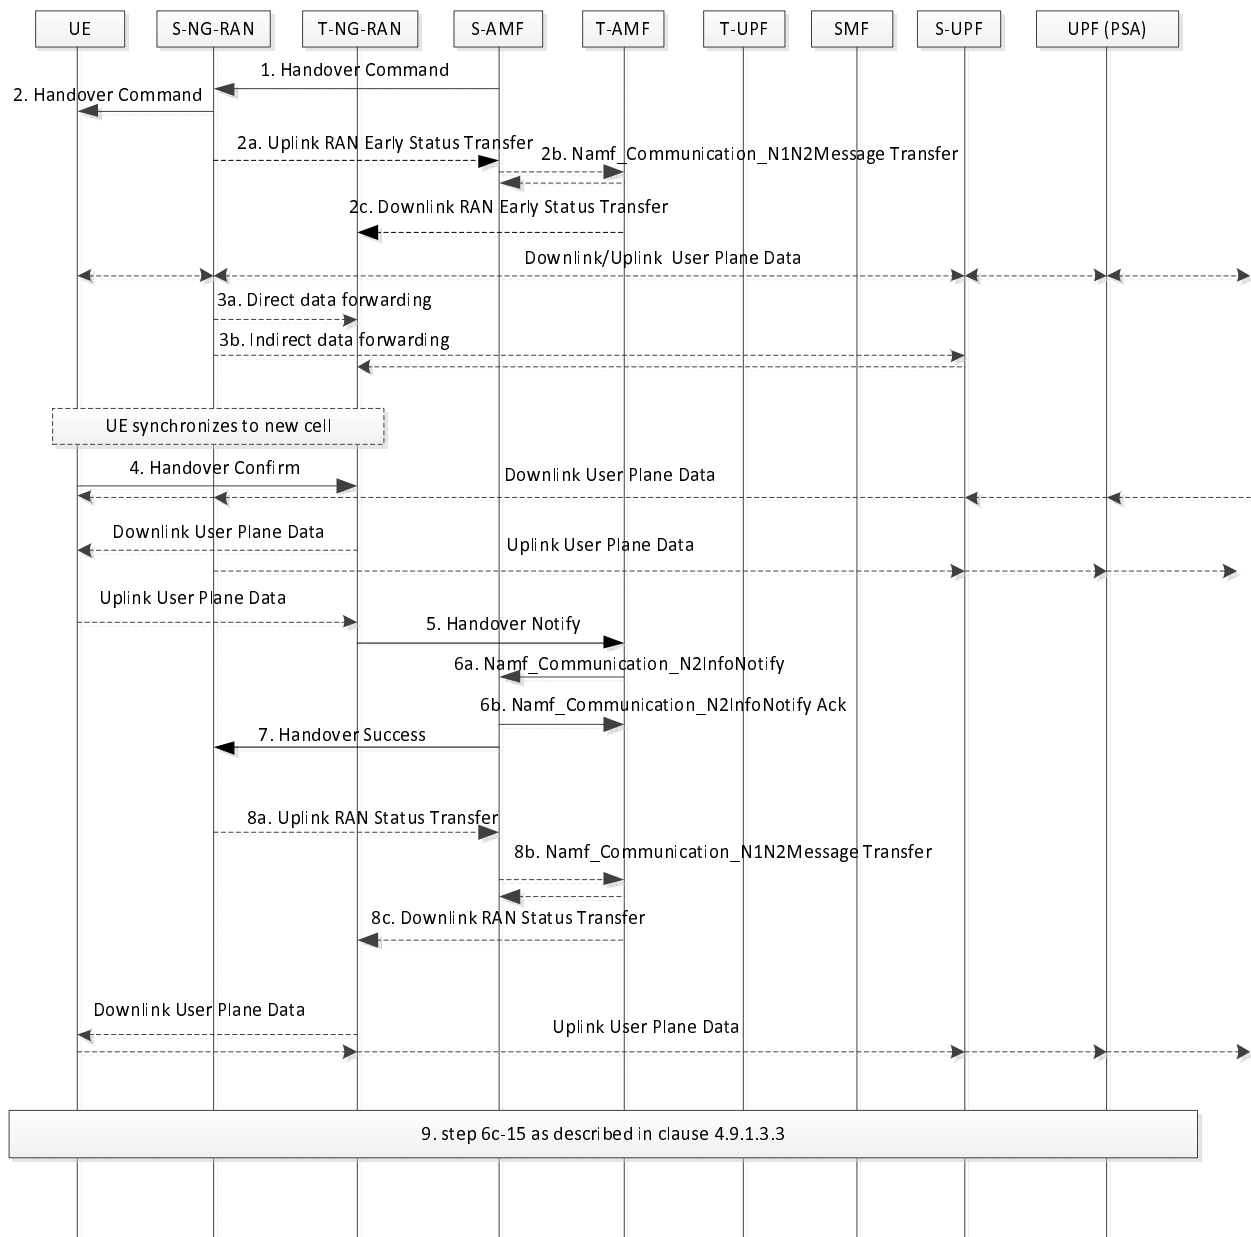 UE
S-NG-RAN
T-NG-RAN
S-AMF
T-AMF
T-UPF
SMF
S-UPF
UPF (PSA)
1. Handover Command
2. Handover Command
2a. Uplink RAN Early Status Transfer
2b. Namf_Communication_N1N2Message Transfer
2c. Downlink RAN Early Status Transfer
Downlink/Uplink User Plane Data
3a. Direct data forwarding
3b. Indirect data forwarding
UE synchronizes to new cell
4. Handover Confirm
Downlink User Plane Data
Downlink User Plane Data
Uplink User Plane Data
Uplink User Plane Data
5. Handover Notify
6a. Namf_Communication_N2InfoNotify
6b. Namf_Communication_N2InfoNotify Ack
7. Handover Success
8a. Uplink RAN Status Transfer
8b. Namf_Communication_N1N2Message Transfer
8c. Downlink RAN Status Transfer
Downlink User Plane Data
Uplink User Plane Data
9. step 6c-15 as described in clause 4.9.1.3.3